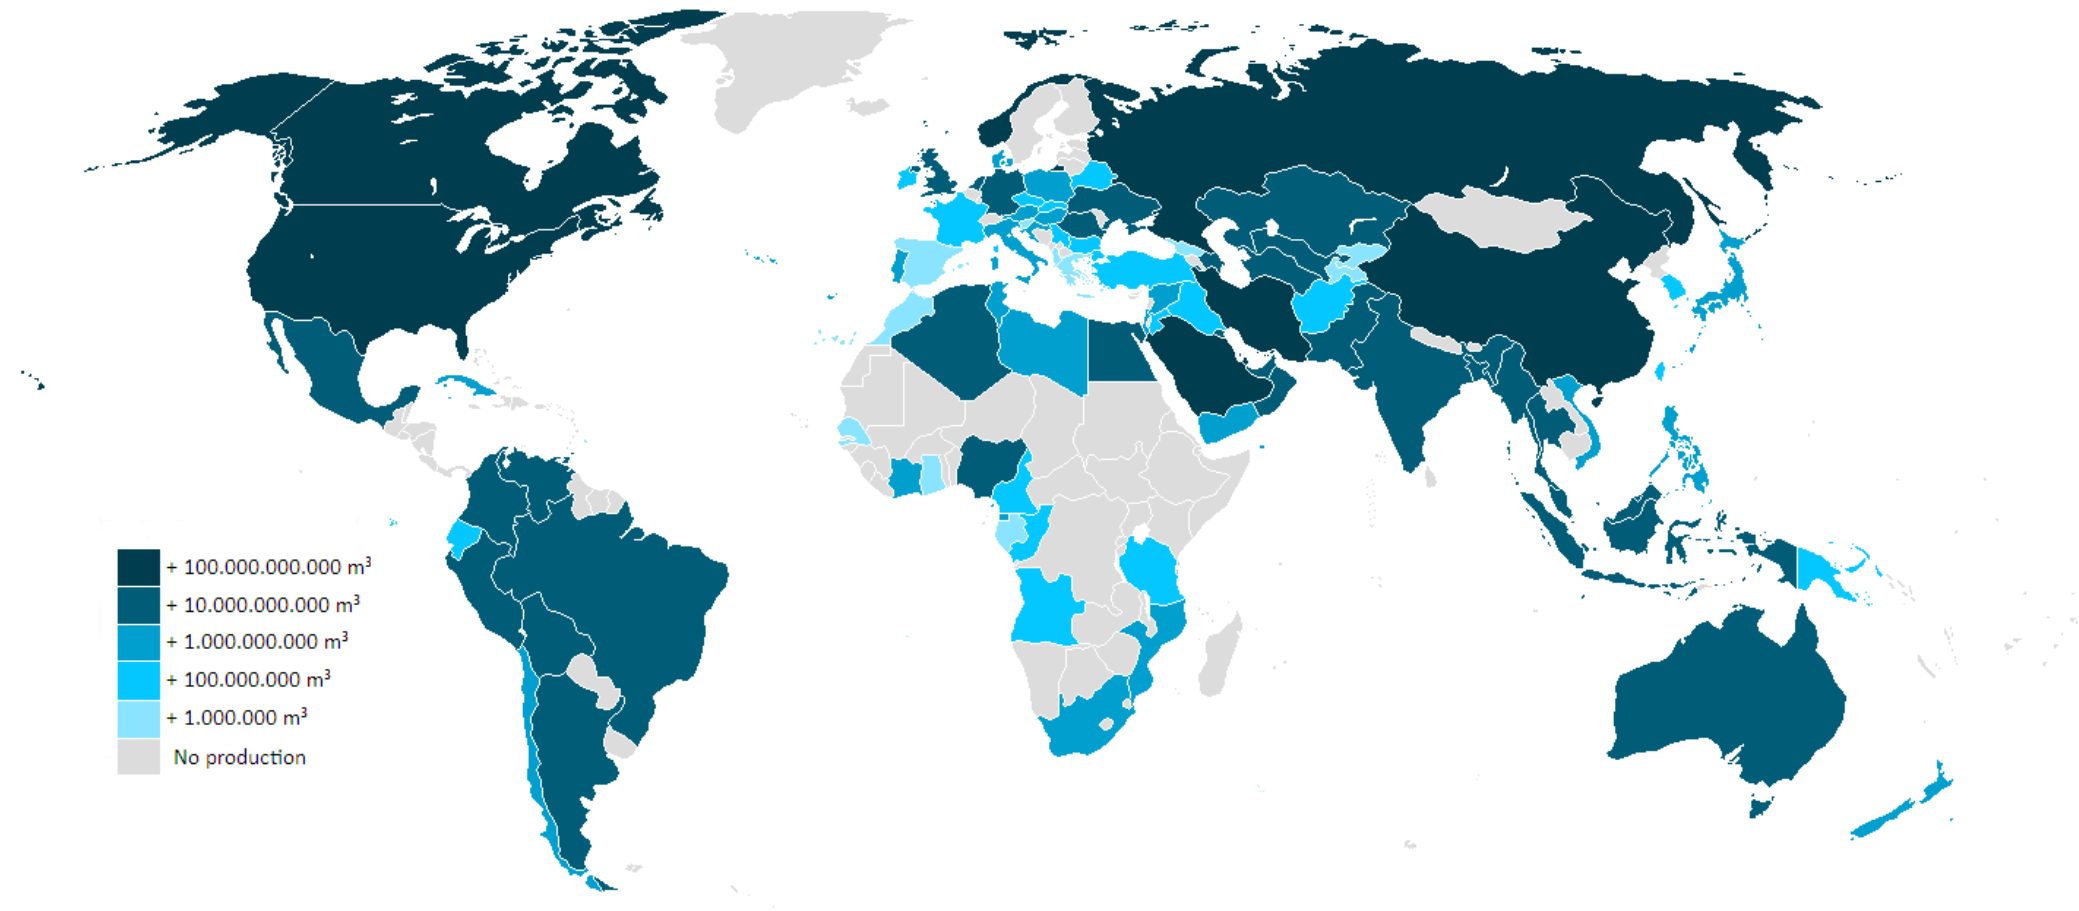 + 100.000.000.000 m³
+ 10.000.000.000 m³
+ 1.000.000.000 m³
+ 100.000.000 m³
+ 1.000.000 m³
No production